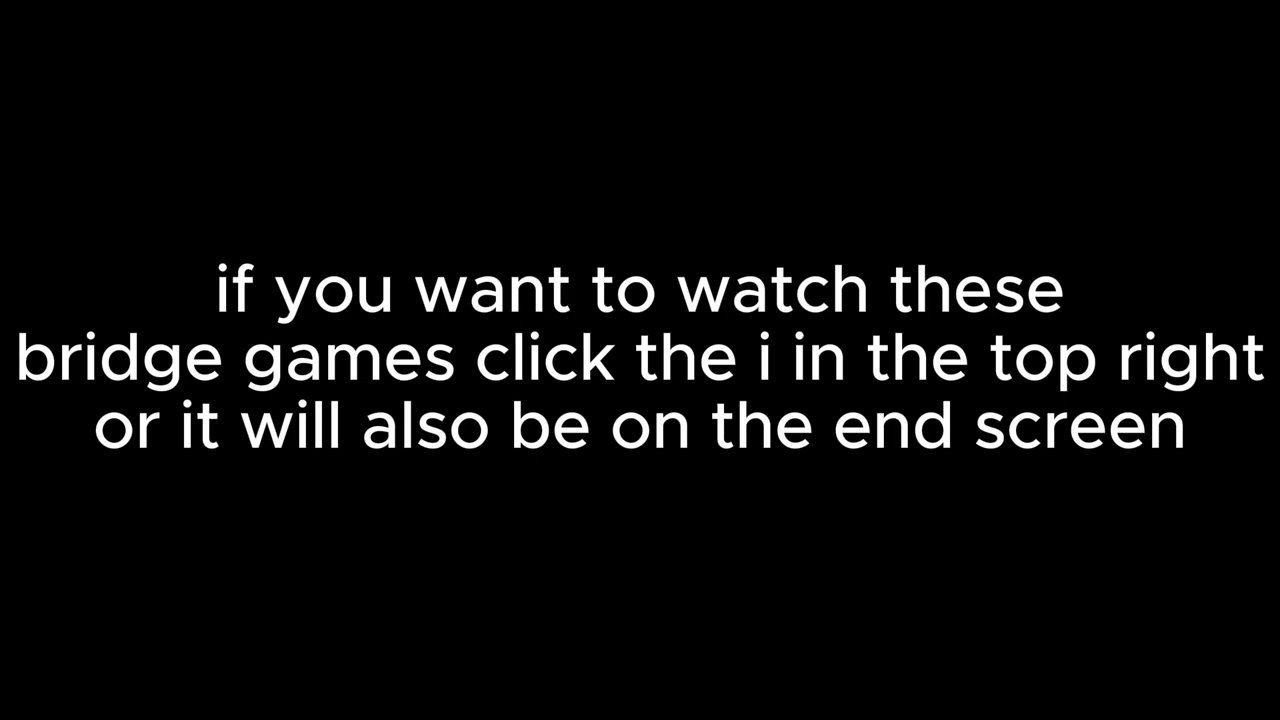 if you want to watch these
bridge games click the i in the top right
or it will also be on the end screen